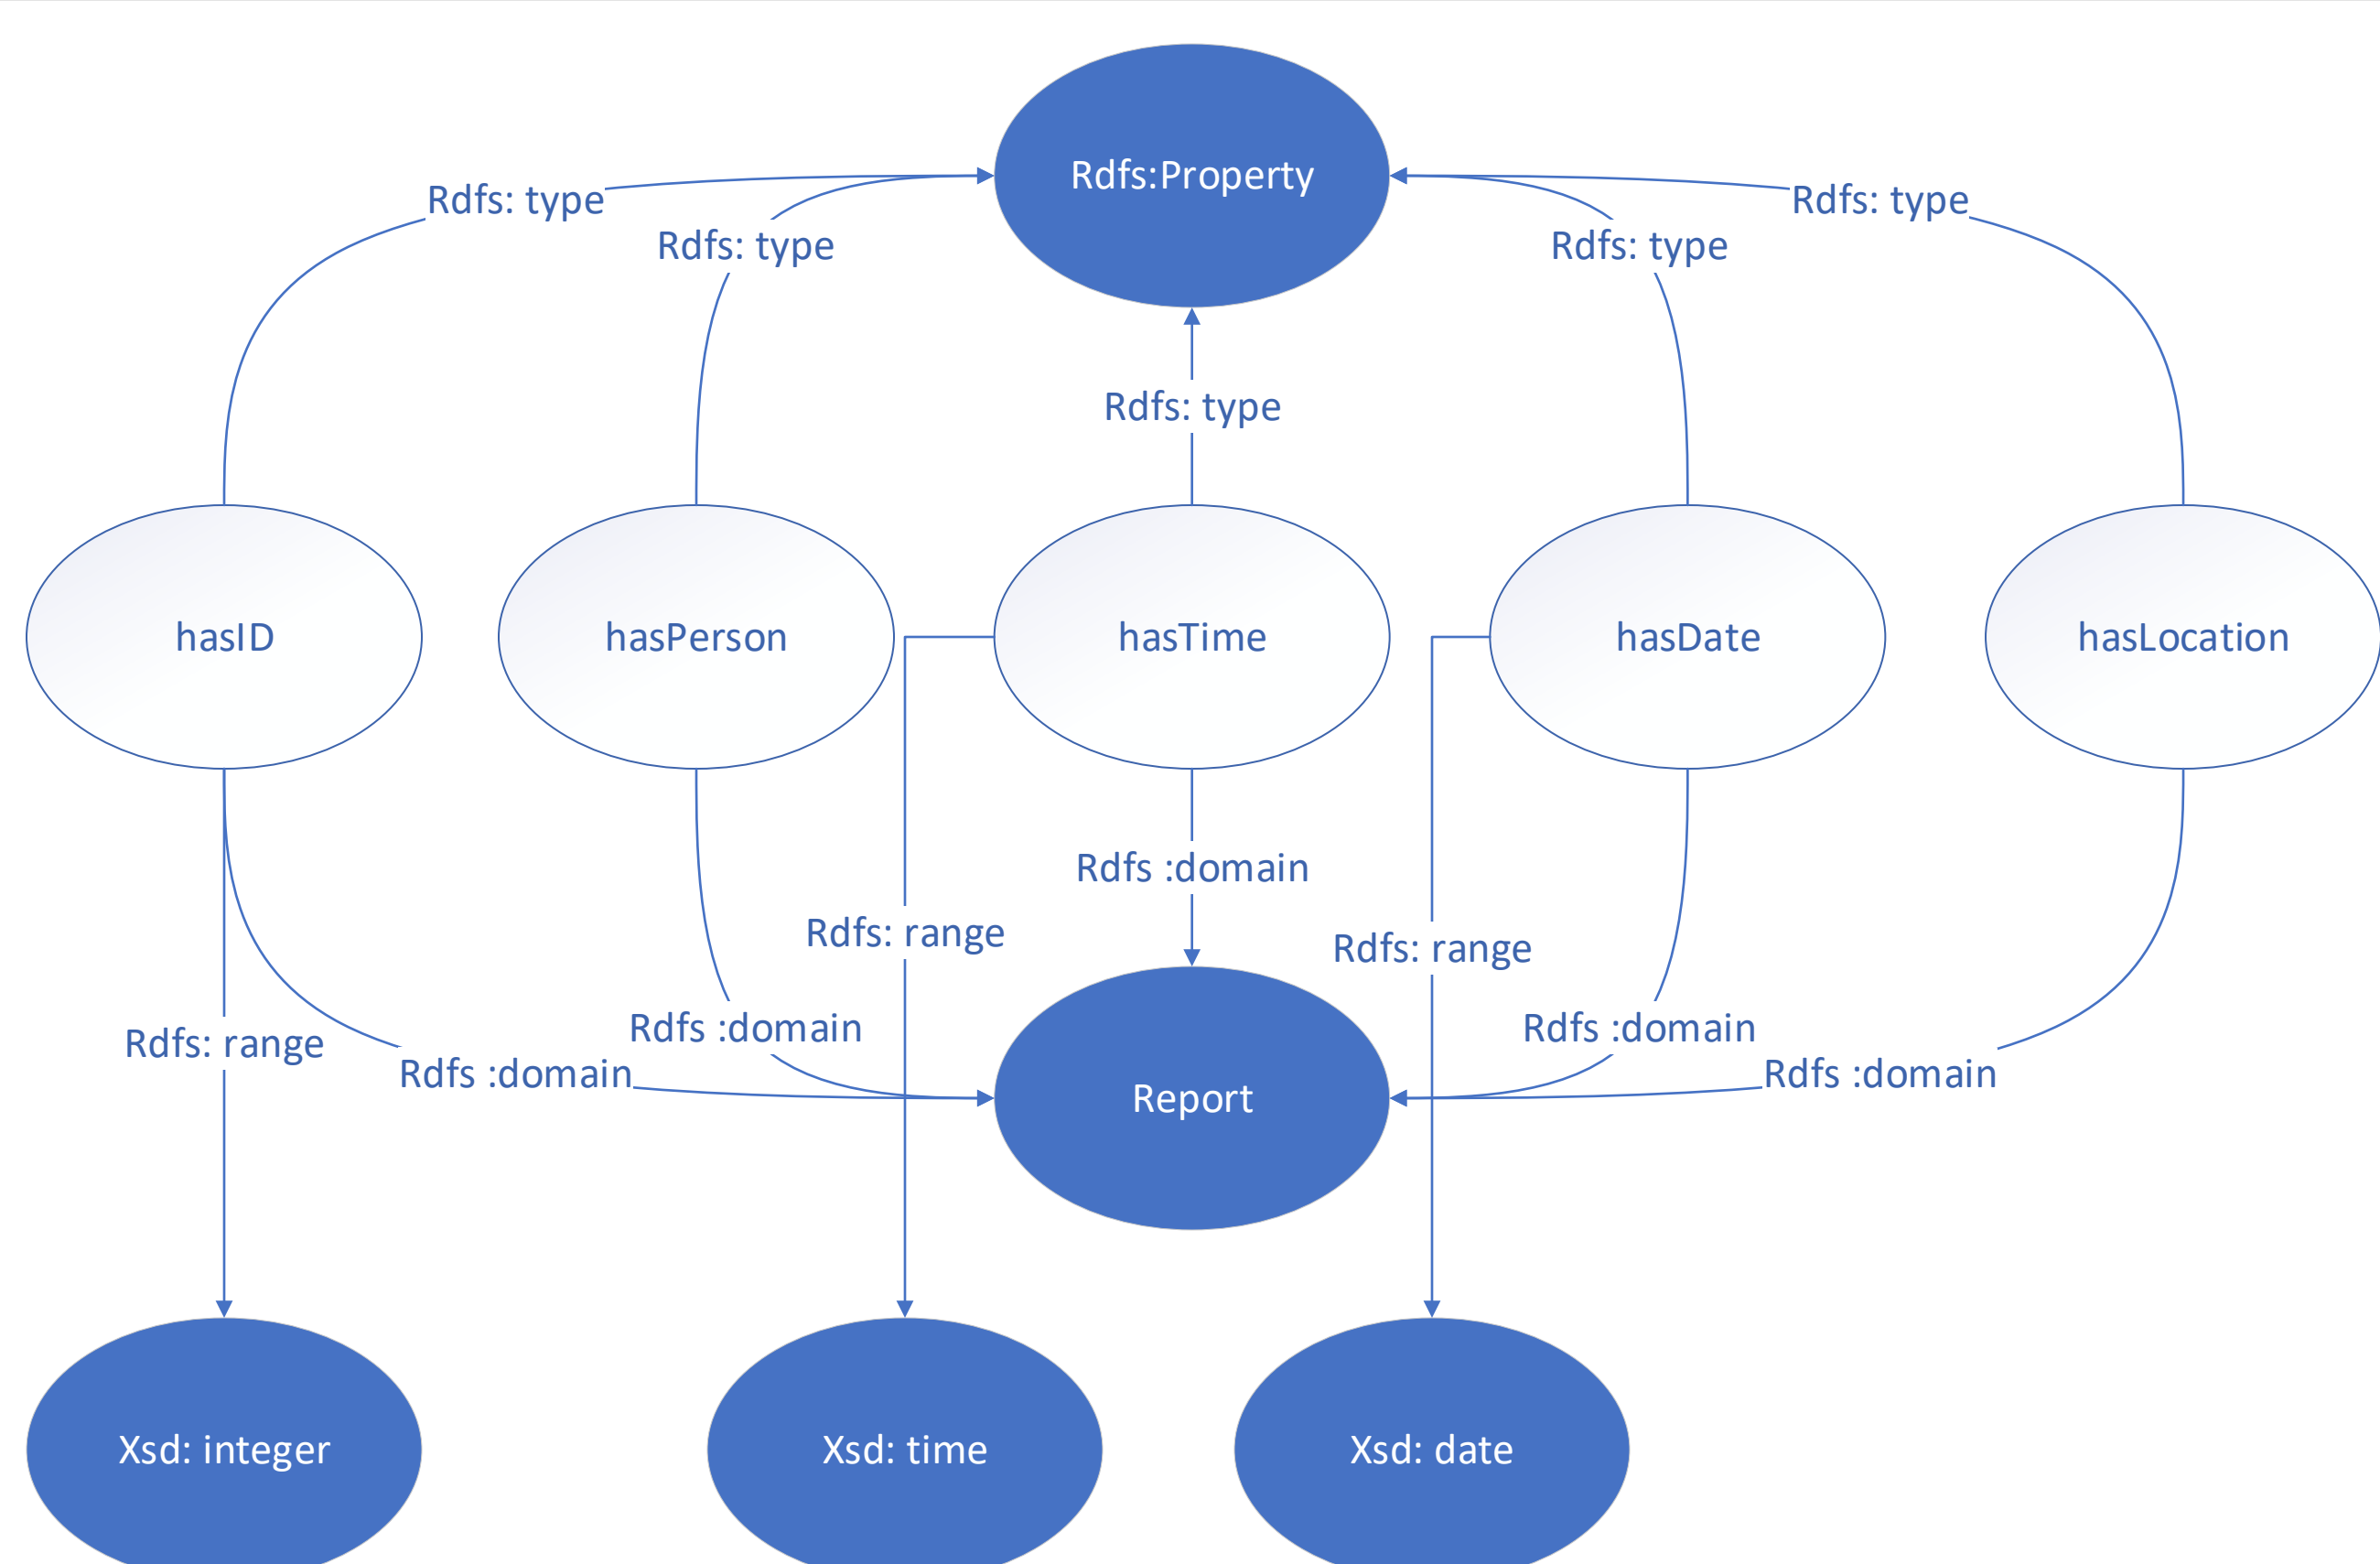 Rdfs:Property
Rdfs: type
Rdfs: type
Rdfs: type
Rdfs: type
Rdfs: type
hasID
hasPerson
hasTime
hasDate
hasLocation
Rdfs :domain
Rdfs: range
Rdfs: range
Rdfs :domain
Rdfs :domain
Rdfs: range
Rdfs :domain
Rdfs :domain
Report
Xsd: integer
Xsd: time
Xsd: date